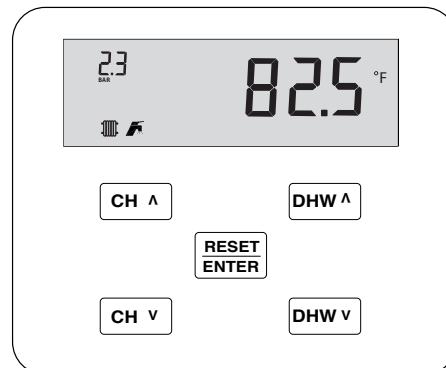 2.3
BAR
82.5 °F
CH ∧
DHW ∧
RESET
ENTER
CH ∨
DHW ∨